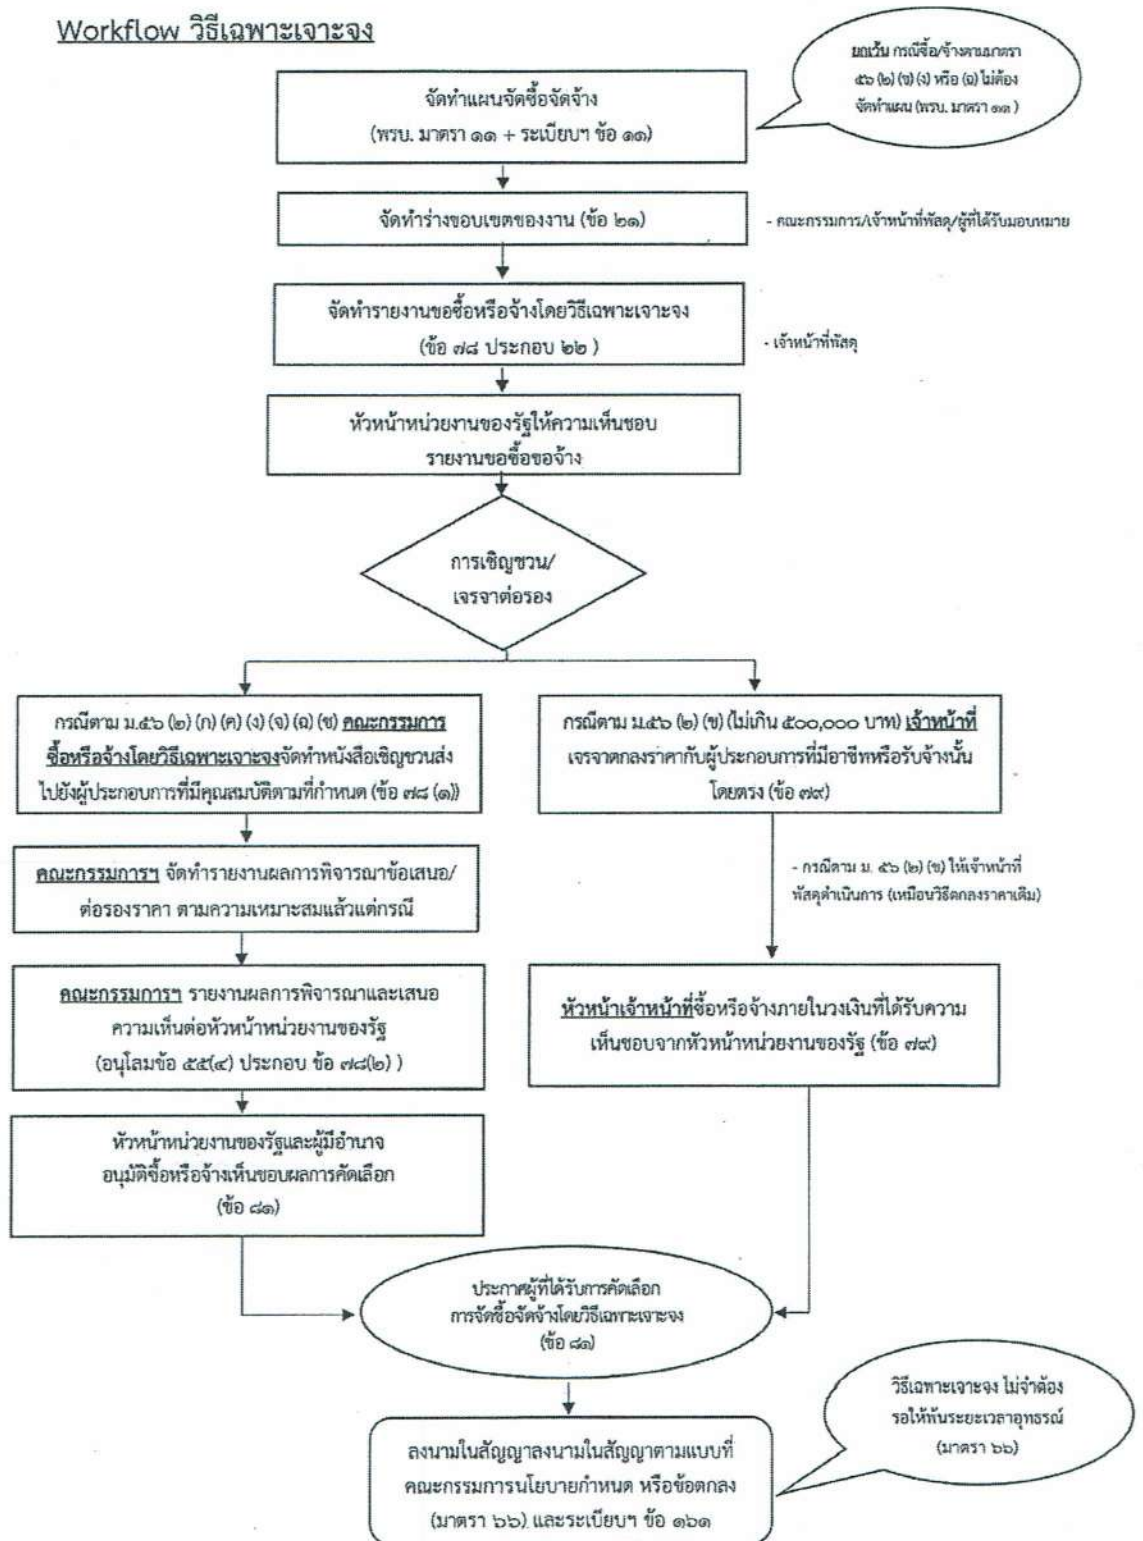 Workflow วิธีเฉพาะเจาะจง
ยกเว้น กรณีซื้อ/จ้างตามมาตรา
๕๖ (๒) (ข) (ง) หรือ (ฉ) ไม่ต้อง
จัดทำแผน (พรบ. มาตรา ๑๑ )
จัดทำแผนจัดซื้อจัดจ้าง
(พรบ. มาตรา ๑๑ + ระเบียบฯ ข้อ ๑๑)
จัดทำร่างขอบเขตของงาน (ข้อ ๒๑)
- คณะกรรมการ/เจ้าหน้าที่พัสดุ/ผู้ที่ได้รับมอบหมาย
จัดทำรายงานขอซื้อหรือจ้างโดยวิธีเฉพาะเจาะจง
(ข้อ ๗๘ ประกอบ ๒๒ )
- เจ้าหน้าที่พัสดุ
หัวหน้าหน่วยงานของรัฐให้ความเห็นชอบ
รายงานขอซื้อขอจ้าง
การเชิญชวน/
เจรจาต่อรอง
กรณีตาม ม.๕๖ (๒) (ก) (ค) (ง) (จ) (ฉ) (ช) คณะกรรมการ
ซื้อหรือจ้างโดยวิธีเฉพาะเจาะจงจัดทำหนังสือเชิญชวนส่ง
ไปยังผู้ประกอบการที่มีคุณสมบัติตามที่กำหนด (ข้อ ๗๘ (๑))
กรณีตาม ม.๕๖ (๒) (ข) (ไม่เกิน ๕๐๐,๐๐๐ บาท) เจ้าหน้าที่
เจรจาตกลงราคากับผู้ประกอบการที่มีอาชีพหรือรับจ้างนั้น
โดยตรง (ข้อ ๗๙)
คณะกรรมการฯ จัดทำรายงานผลการพิจารณาข้อเสนอ/
ต่อรองราคา ตามความเหมาะสมแล้วแต่กรณี
- กรณีตาม ม. ๕๖ (๒) (ข) ให้เจ้าหน้าที่
พัสดุดำเนินการ (เหมือนวิธีตกลงราคาเดิม)
คณะกรรมการฯ รายงานผลการพิจารณาและเสนอ
ความเห็นต่อหัวหน้าหน่วยงานของรัฐ
(อนุโลมข้อ ๕๕(๔) ประกอบ ข้อ ๗๘(๒) )
หัวหน้าเจ้าหน้าที่ซื้อหรือจ้างภายในวงเงินที่ได้รับความ
เห็นชอบจากหัวหน้าหน่วยงานของรัฐ (ข้อ ๗๙)
หัวหน้าหน่วยงานของรัฐและผู้มีอำนาจ
อนุมัติซื้อหรือจ้างเห็นชอบผลการคัดเลือก
(ข้อ ๘๑)
ประกาศผู้ที่ได้รับการคัดเลือก
การจัดซื้อจัดจ้างโดยวิธีเฉพาะเจาะจง
(ข้อ ๘๑)
วิธีเฉพาะเจาะจง ไม่จำต้อง
รอให้พ้นระยะเวลาอุทธรณ์
(มาตรา ๖๖)
ลงนามในสัญญาลงนามในสัญญาตามแบบที่
คณะกรรมการนโยบายกำหนด หรือข้อตกลง
(มาตรา ๖๖) และระเบียบฯ ข้อ ๑๖๑